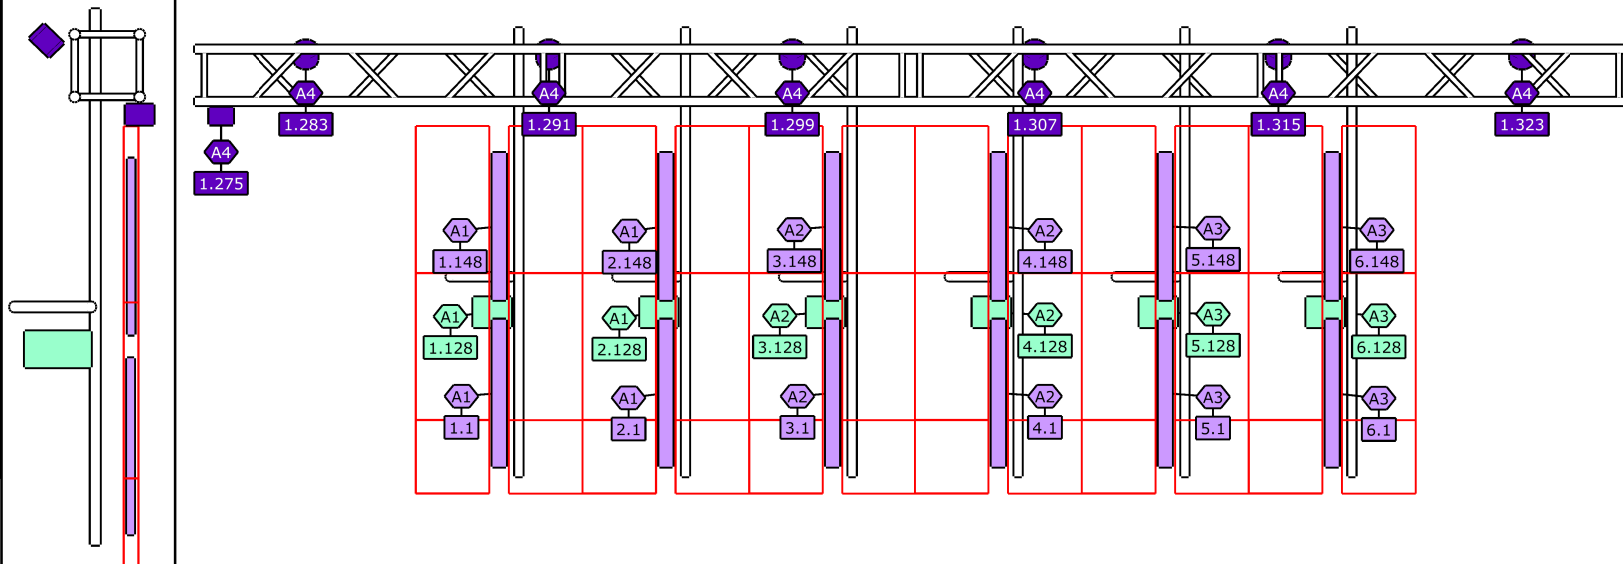 A4 A4 A4 A4 A4 A4
1.283 1.291 1.299 1.307 1.315 1.323
A4
1.275
A1 A1 A2 A2 A3 A3
1.148 2.148 3.148 4.148 5.148 6.148
A1 A1 A2 A2 A3 A3
1.128 2.128 3.128 4.128 5.128 6.128
A1 A1 A2 A2 A3 A3
1.1 2.1 3.1 4.1 5.1 6.1